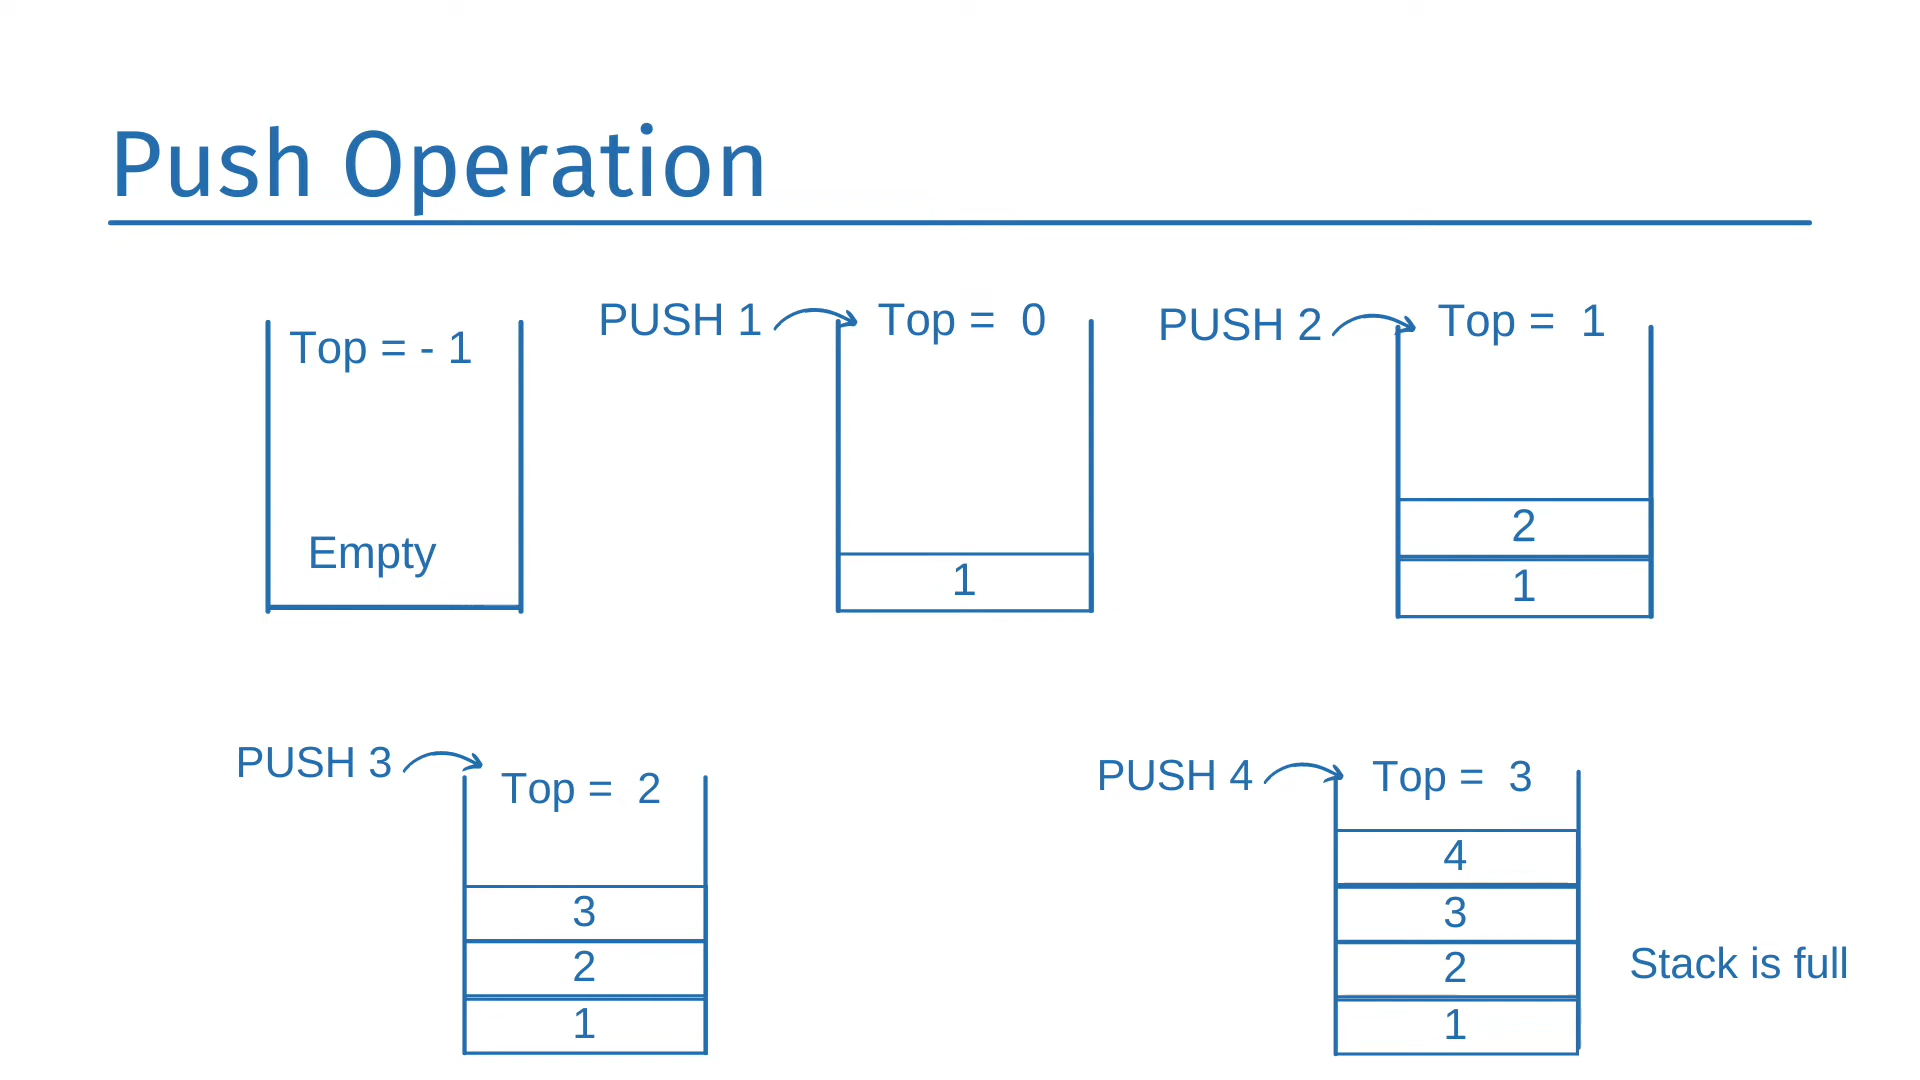 Push Operation
Top = - 1
Empty
PUSH 1
Top = 0
1
PUSH 2
Top = 1
2
1
PUSH 3
Top = 2
3
2
1
PUSH 4
Top = 3
4
3
2
1
Stack is full